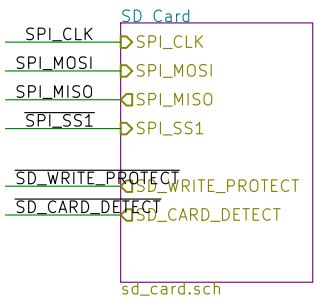 SD Card
SPI_CLK SPI_CLK
SPI_MOSI SPI_MOSI
SPI_MISO SPI_MISO
SPI_SS1 SPI_SS1
SD_WRITE_PROTECT SD_WRITE_PROTECT
SD_CARD_DETECT SD_CARD_DETECT
sd_card.sch